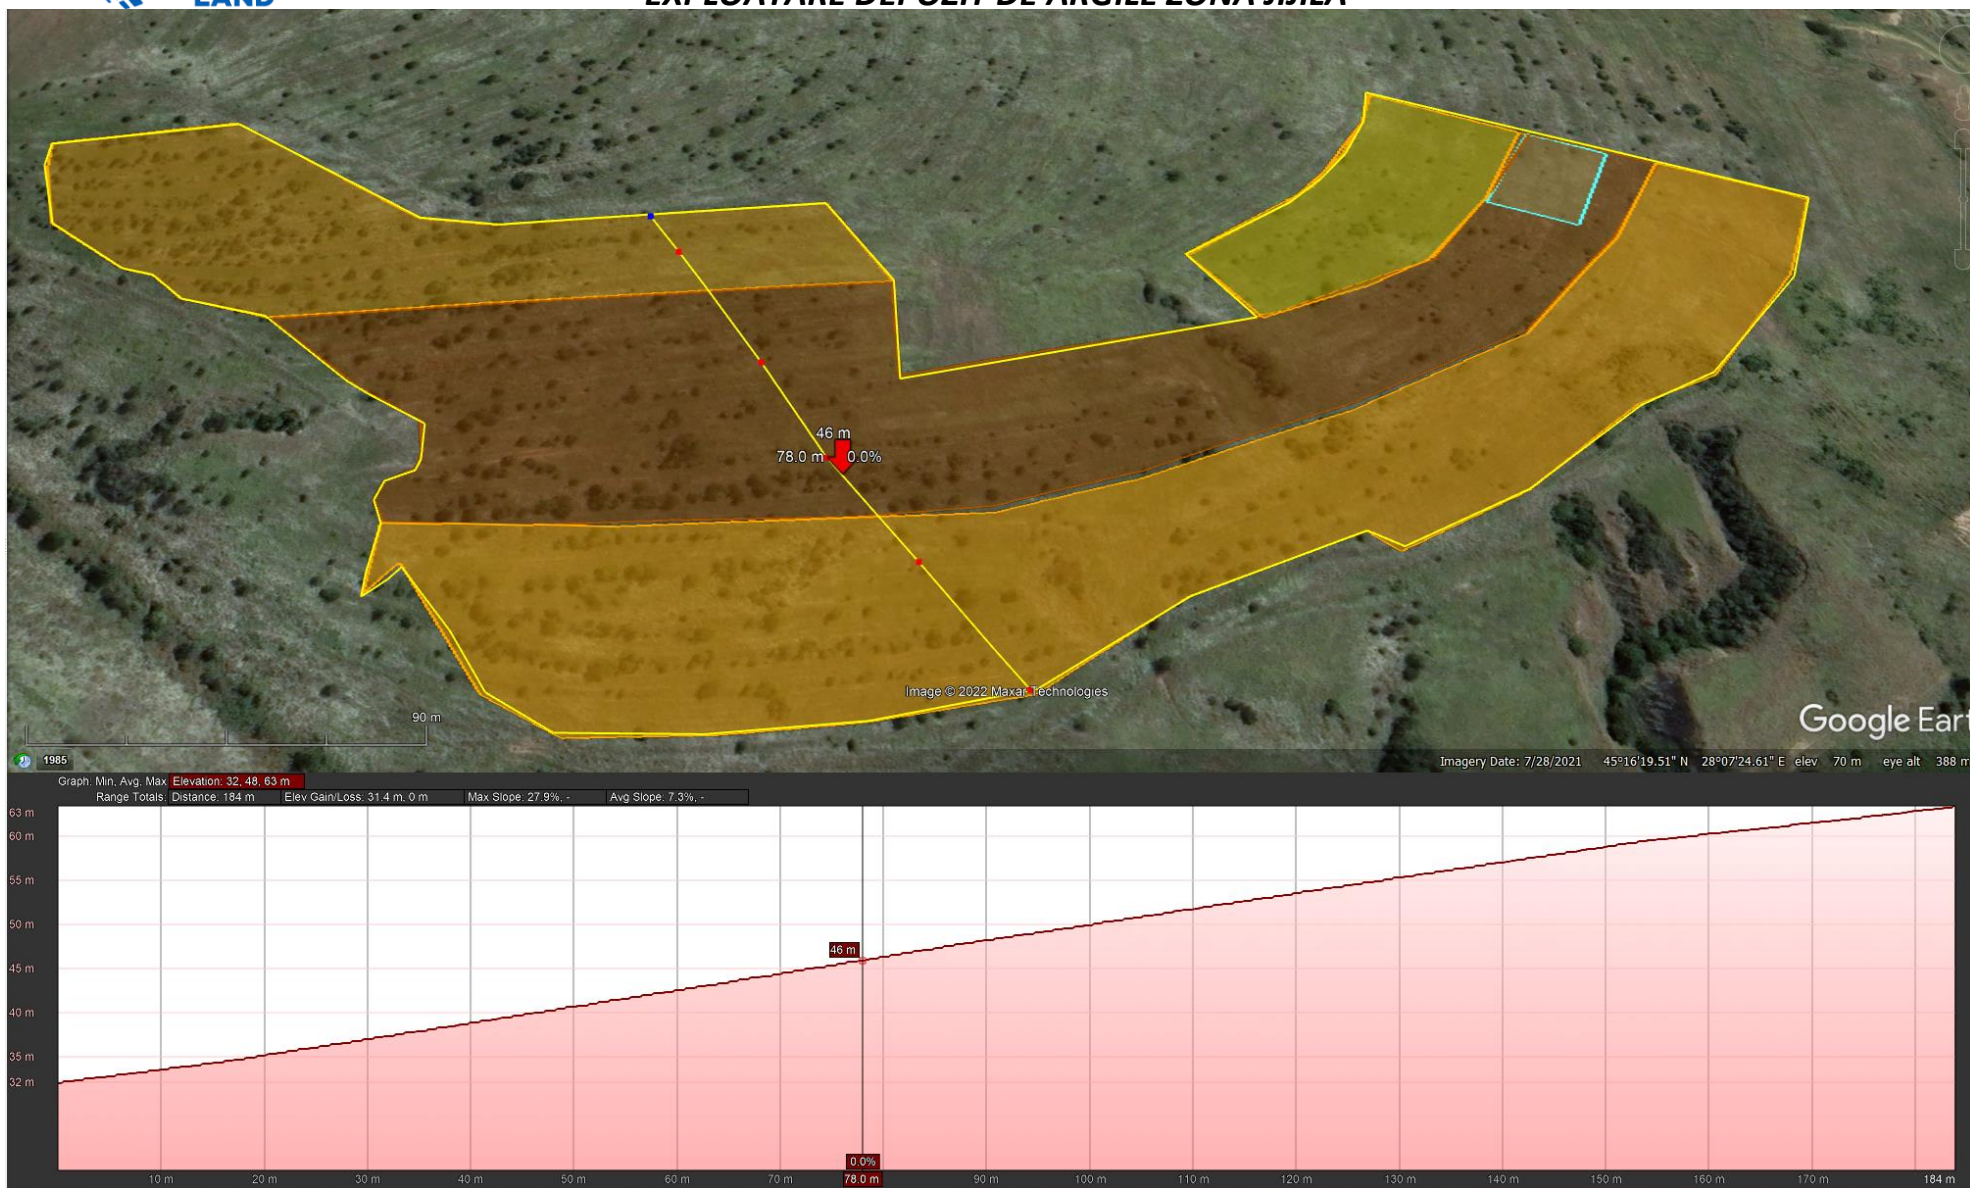 LAND
EXPLOATARE DEPOZIT DE ARGILE ZONA JIJILA
46 m
78.0 m 0.0%
Image © 2022 Maxar Technologies
90 m
Google Eart
1985
Imagery Date: 7/28/2021 45°16'19.51" N 28°07'24.61" E elev 70 m eye alt 388 m
Graph: Min, Avg, Max Elevation: 32, 48, 63 m
Range Totals: Distance: 184 m Elev Gain/Loss: 31.4 m, 0 m Max Slope: 27.9%, - Avg Slope: 7.3%, -
63 m
60 m
55 m
50 m
46 m
45 m
40 m
35 m
32 m
0.0%
10 m 20 m 30 m 40 m 50 m 60 m 70 m 78.0 m 90 m 100 m 110 m 120 m 130 m 140 m 150 m 160 m 170 m 184 m